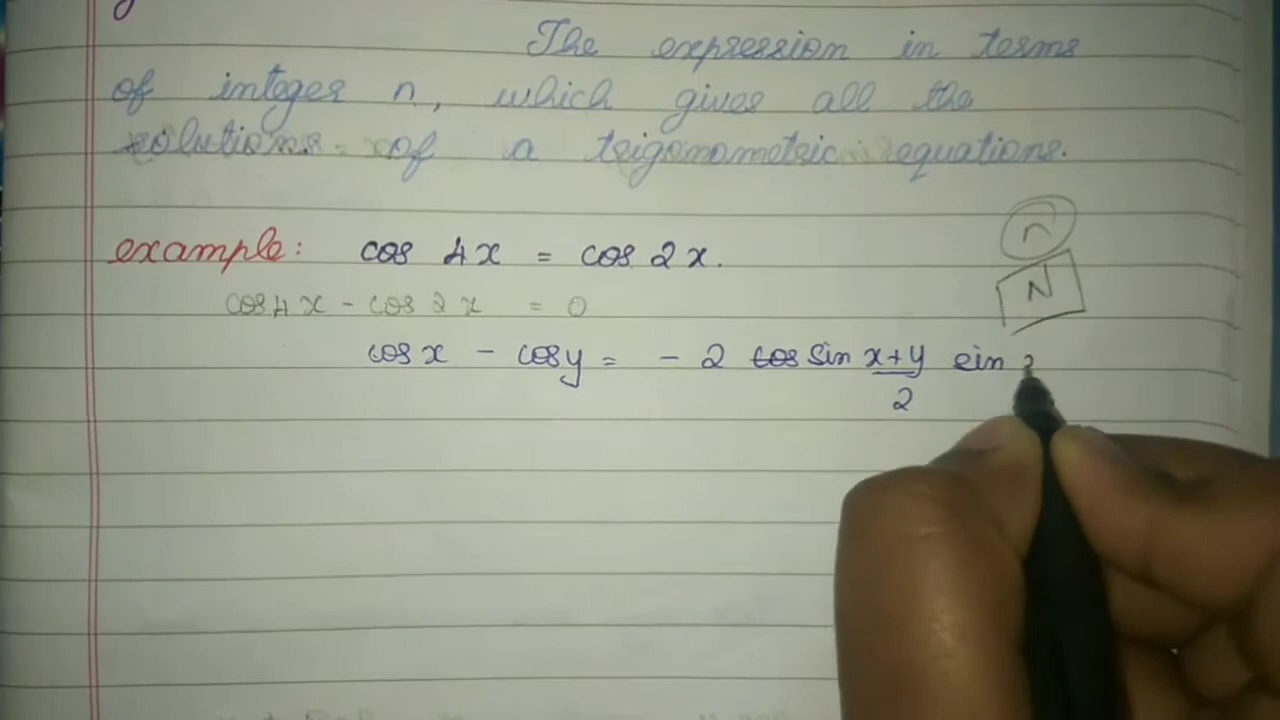 The expression in terms
of integer n, which gives all the
solutions of a trigonometric equations.
n
example: cos 4x = cos 2x.
N
cos 4x - cos 2x = 0
cos x - cos y = - 2 cos sin x+y/2 sin